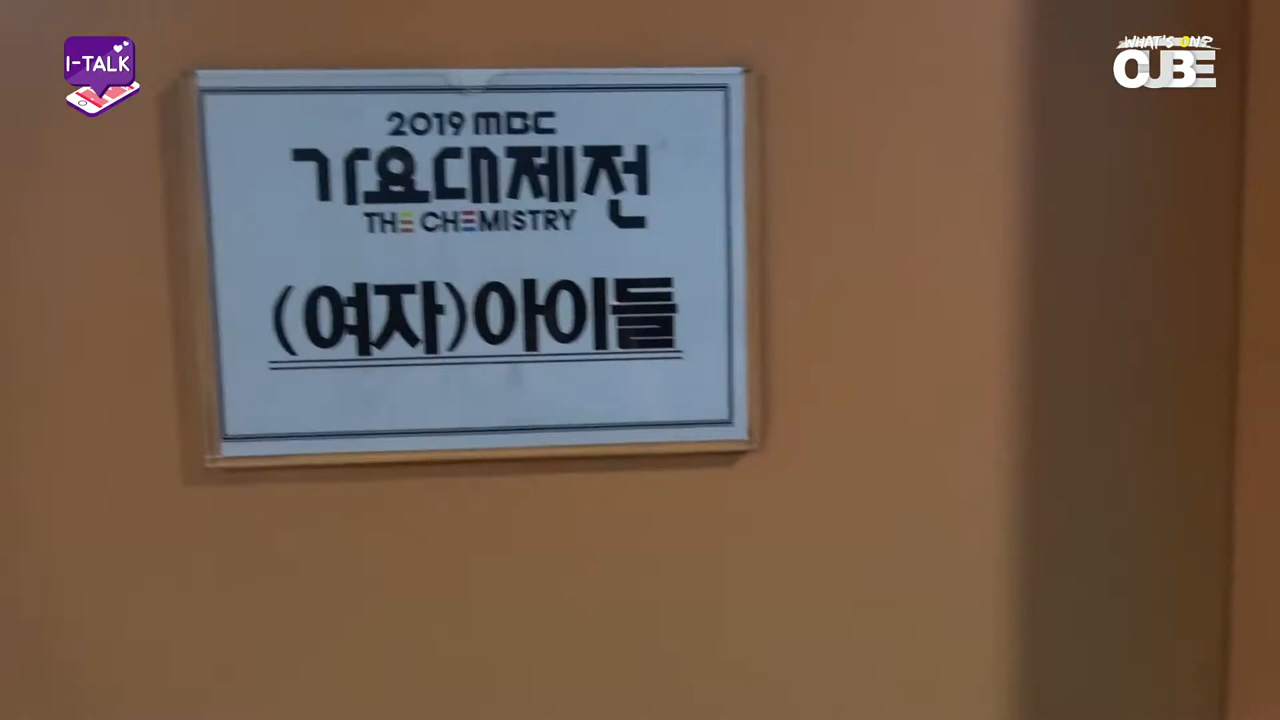 I-TALK
WHAT'S ON?
CUBE
2019 MBC
가요대제전
THE CHEMISTRY
(여자)아이들